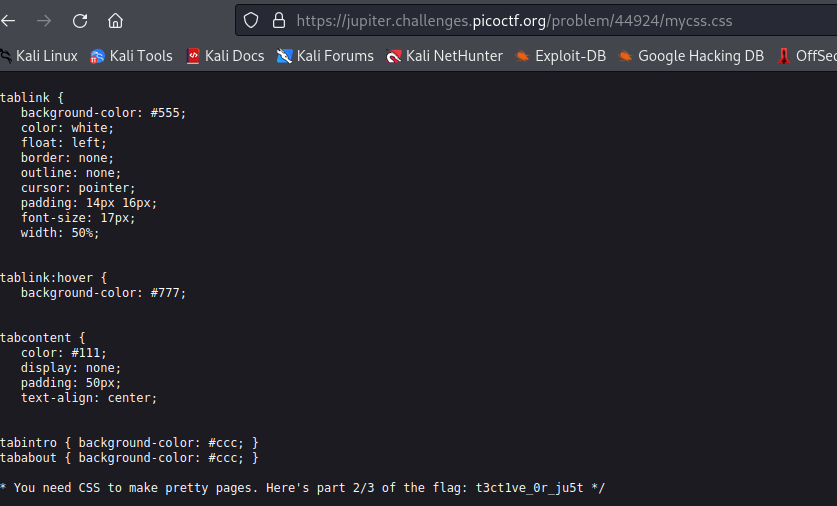 https://jupiter.challenges.picoctf.org/problem/44924/mycss.css
Kali Linux Kali Tools Kali Docs Kali Forums Kali NetHunter Exploit-DB Google Hacking DB OffSec
tablink {
background-color: #555;
color: white;
float: left;
border: none;
outline: none;
cursor: pointer;
padding: 14px 16px;
font-size: 17px;
width: 50%;
tablink:hover {
background-color: #777;
tabcontent {
color: #111;
display: none;
padding: 50px;
text-align: center;
tabintro { background-color: #ccc; }
tababout { background-color: #ccc; }
* You need CSS to make pretty pages. Here's part 2/3 of the flag: t3ct1ve_0r_ju5t */